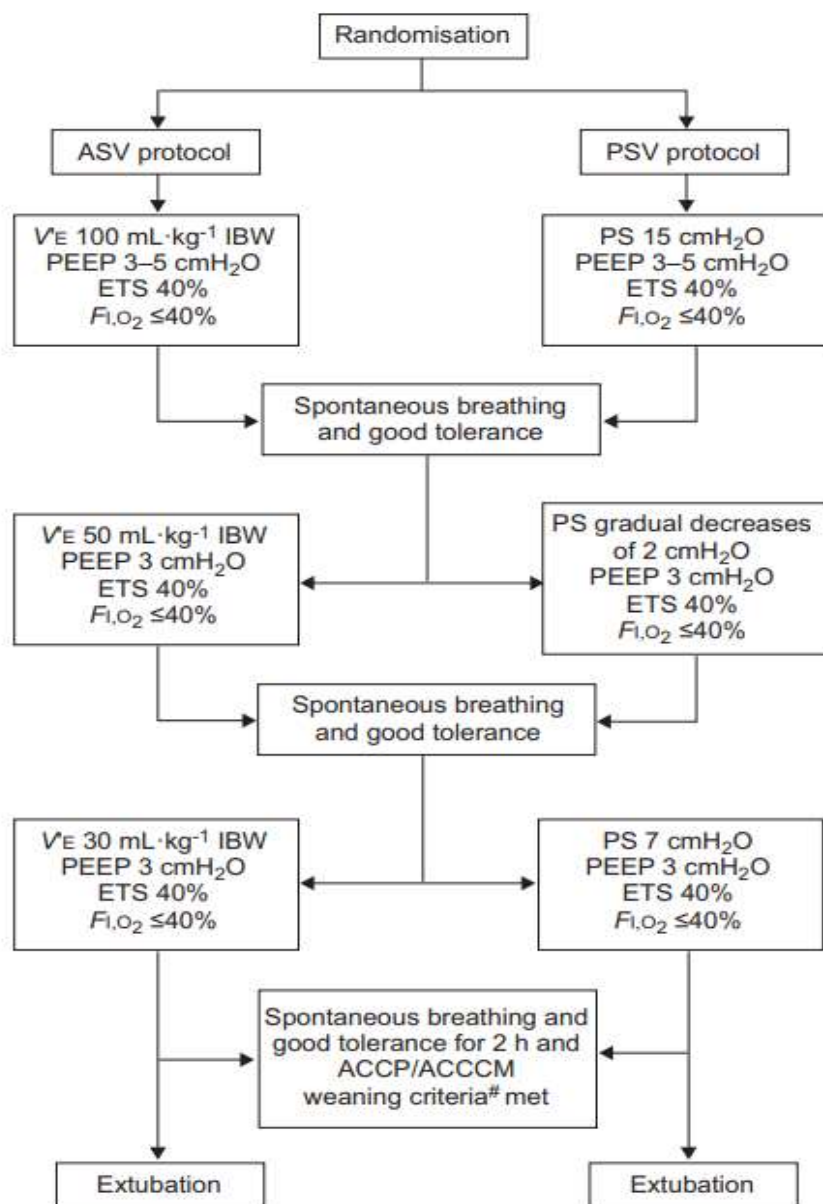 Randomisation
ASV protocol
PSV protocol
V'E 100 mL·kg⁻¹ IBW
PEEP 3–5 cmH₂O
ETS 40%
FI,O₂ ≤40%
PS 15 cmH₂O
PEEP 3–5 cmH₂O
ETS 40%
FI,O₂ ≤40%
Spontaneous breathing
and good tolerance
V'E 50 mL·kg⁻¹ IBW
PEEP 3 cmH₂O
ETS 40%
FI,O₂ ≤40%
PS gradual decreases
of 2 cmH₂O
PEEP 3 cmH₂O
ETS 40%
FI,O₂ ≤40%
Spontaneous breathing
and good tolerance
V'E 30 mL·kg⁻¹ IBW
PEEP 3 cmH₂O
ETS 40%
FI,O₂ ≤40%
PS 7 cmH₂O
PEEP 3 cmH₂O
ETS 40%
FI,O₂ ≤40%
Spontaneous breathing and
good tolerance for 2 h and
ACCP/ACCCM
weaning criteria# met
Extubation
Extubation